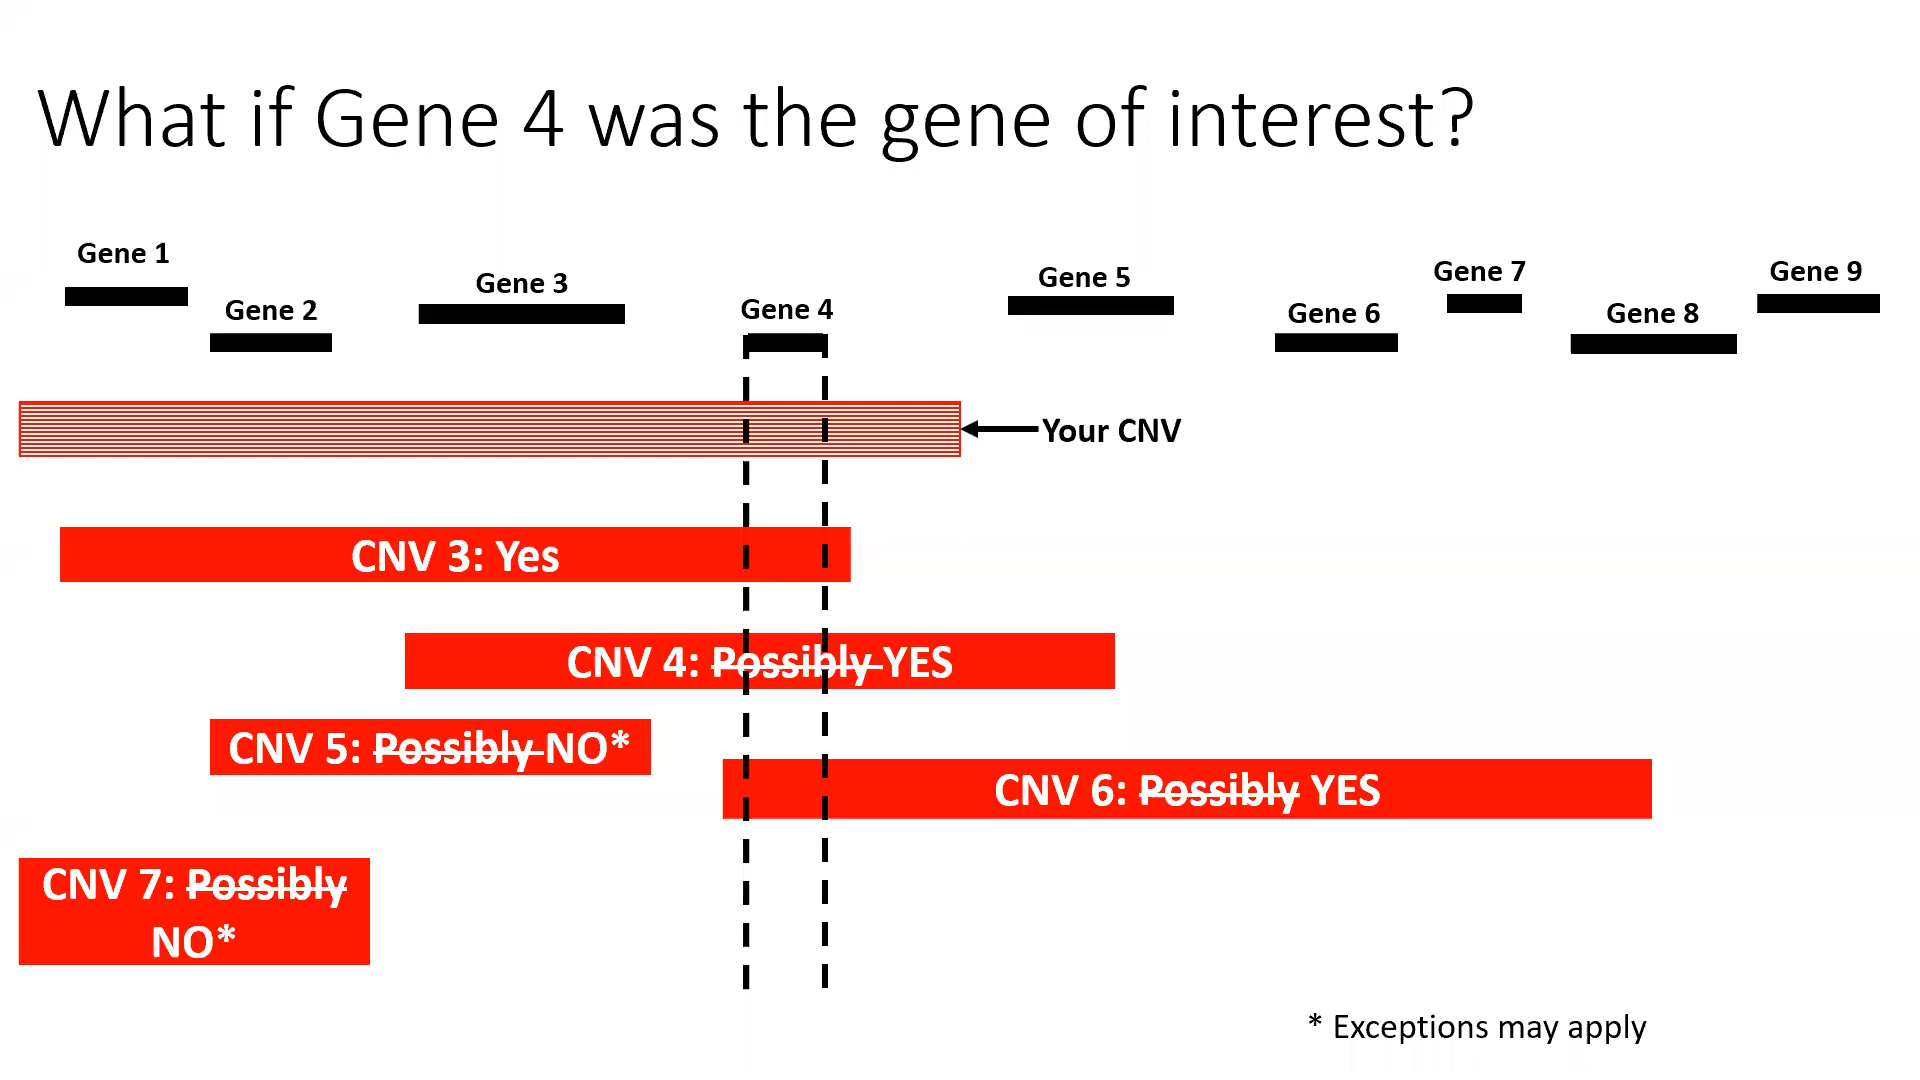 What if Gene 4 was the gene of interest?
Gene 1
Gene 2
Gene 3
Gene 4
Gene 5
Gene 6
Gene 7
Gene 8
Gene 9
Your CNV
CNV 3: Yes
CNV 4: Possibly YES
CNV 5: Possibly NO*
CNV 6: Possibly YES
CNV 7: Possibly
NO*
* Exceptions may apply